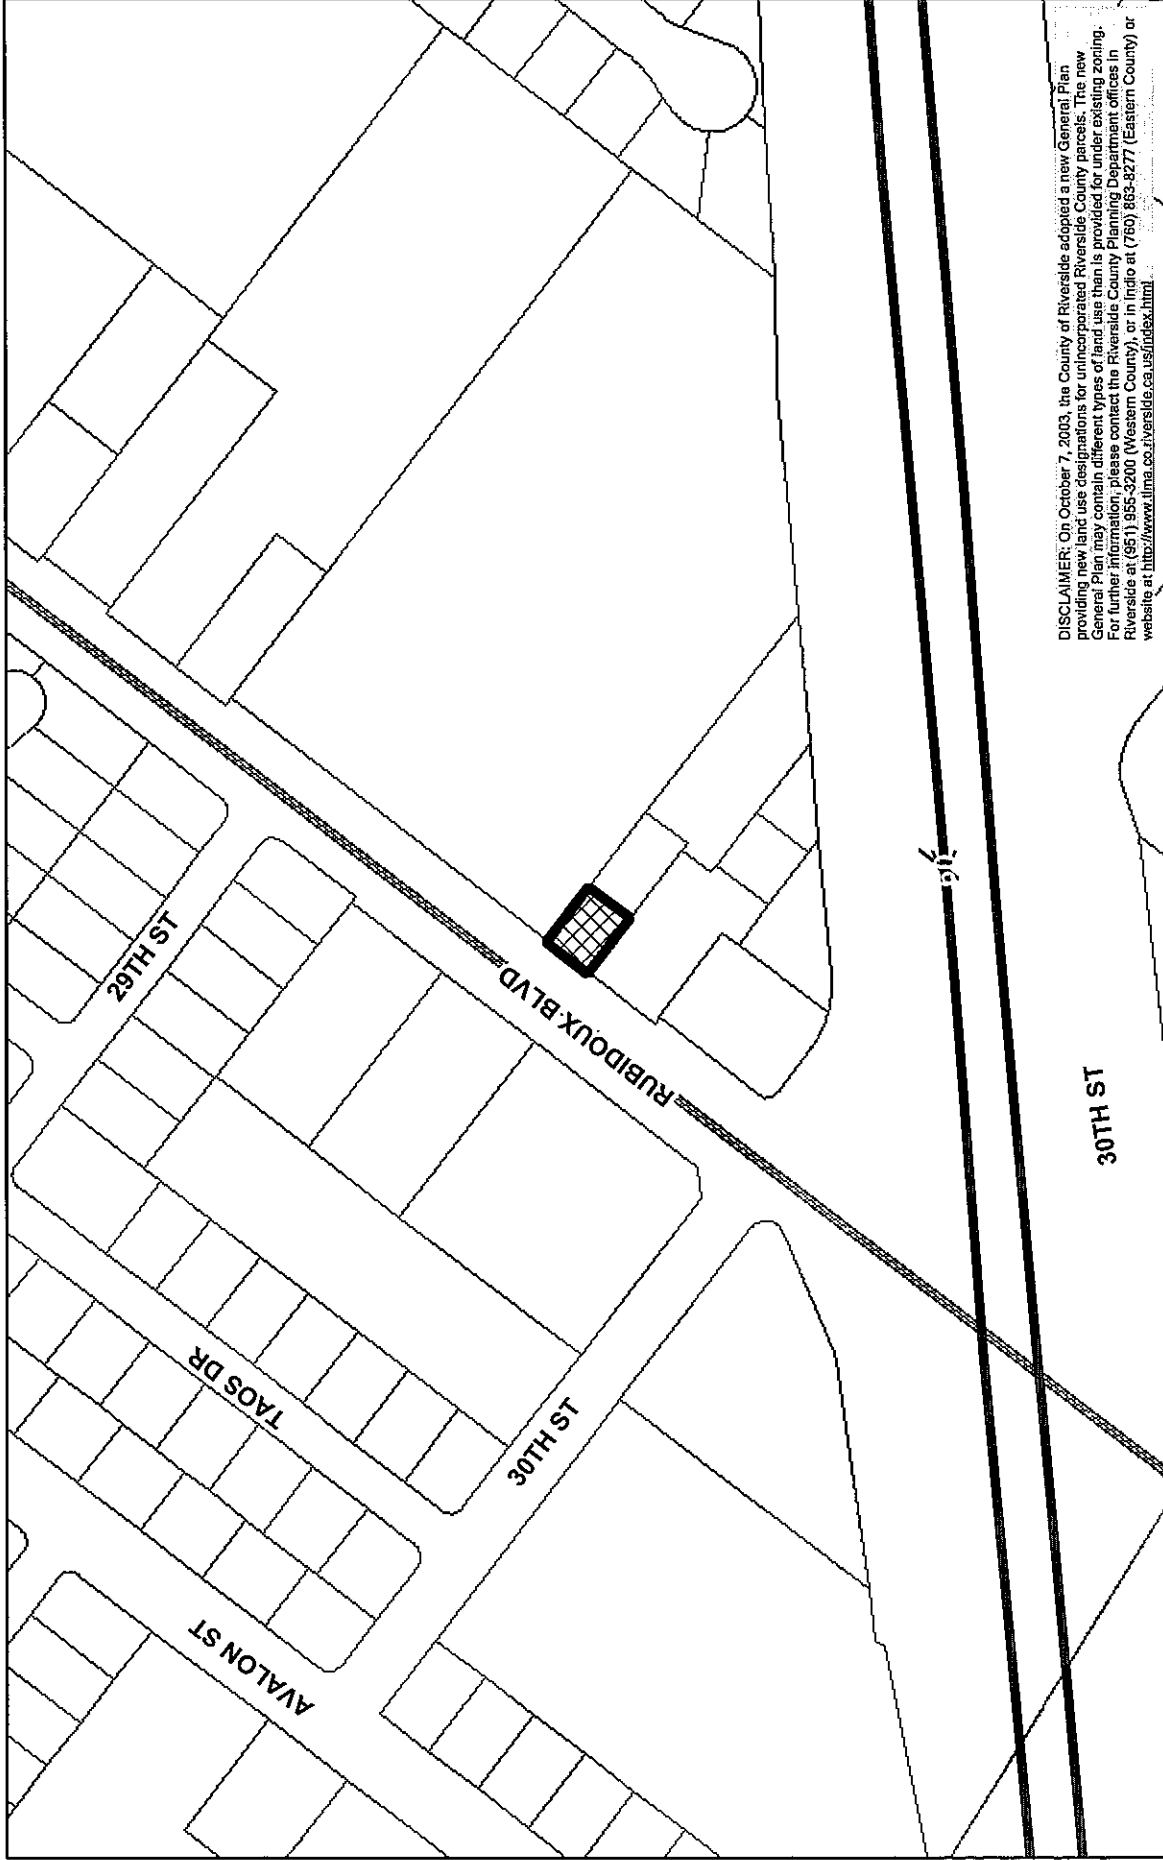 29TH ST
RUBIDOUX BLVD
TAOS DR
30TH ST
AVALON ST
30TH ST
DISCLAIMER: On October 7, 2003, the County of Riverside adopted a new General Plan
providing new land use designations for unincorporated Riverside County parcels. The new
General Plan may contain different types of land use than is provided for under existing zoning.
For further information, please contact the Riverside County Planning Department offices in
Riverside at (951) 955-3200 (Western County), or in Indio at (760) 863-8277 (Eastern County) or
website at http://www.tlma.co.riverside.ca.us/index.html